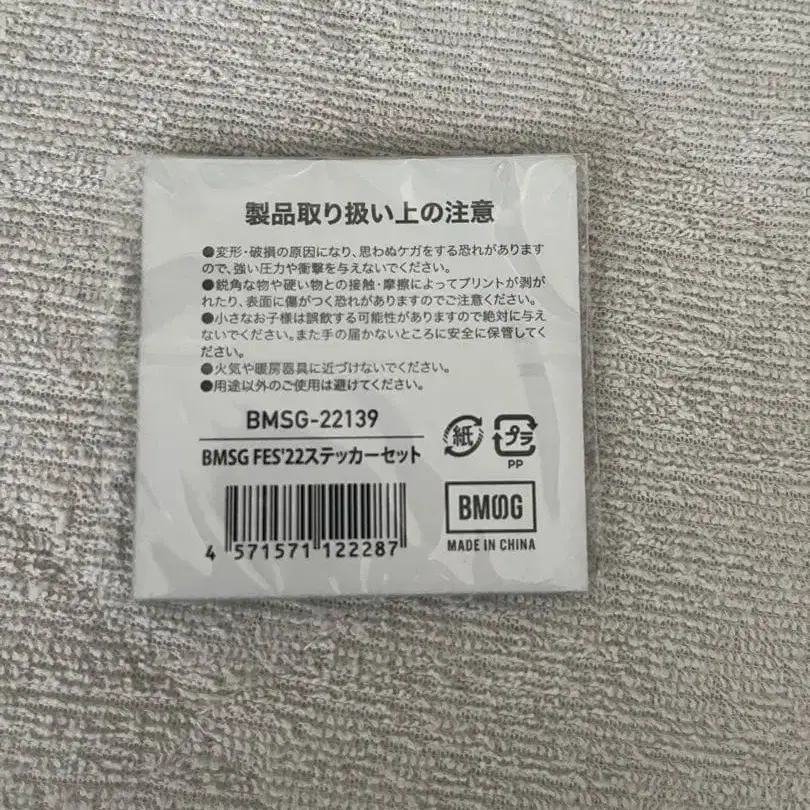 製品取り扱い上の注意
●変形・破損の原因になり、思わぬケガをする恐れがありますので、強い圧力や衝撃を与えないでください。
●鋭角な物や硬い物との接触・摩擦によってプリントが剥がれたり、表面に傷がつく恐れがありますのでご注意ください。
●小さなお子様は誤飲する可能性がありますので絶対に与えないでください。また手の届かないところに安全に保管してください。
●火気や暖房器具に近づけないでください。
●用途以外のご使用は避けてください。
BMSG-22139
BMSG FES'22ステッカーセット
紙
プラ
PP
4 571571 122287
BMSG
MADE IN CHINA